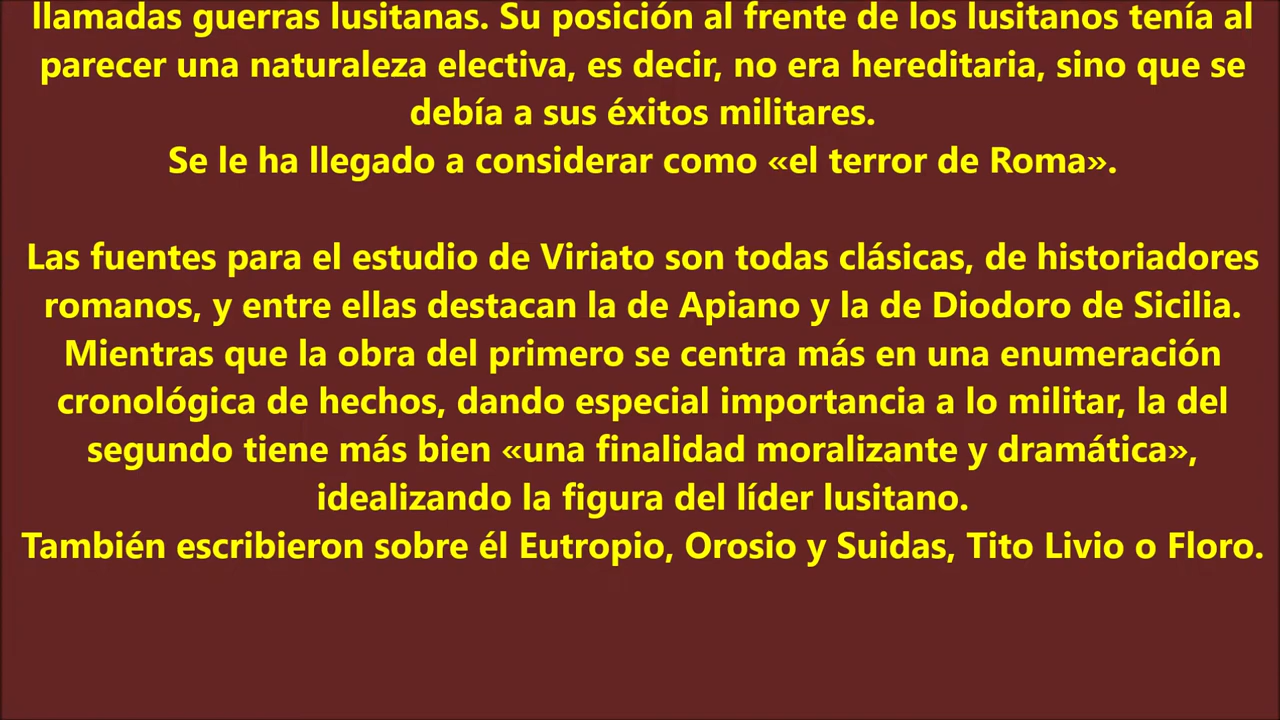 llamadas guerras lusitanas. Su posición al frente de los lusitanos tenía al
parecer una naturaleza electiva, es decir, no era hereditaria, sino que se
debía a sus éxitos militares.
Se le ha llegado a considerar como «el terror de Roma».
Las fuentes para el estudio de Viriato son todas clásicas, de historiadores
romanos, y entre ellas destacan la de Apiano y la de Diodoro de Sicilia.
Mientras que la obra del primero se centra más en una enumeración
cronológica de hechos, dando especial importancia a lo militar, la del
segundo tiene más bien «una finalidad moralizante y dramática»,
idealizando la figura del líder lusitano.
También escribieron sobre él Eutropio, Orosio y Suidas, Tito Livio o Floro.